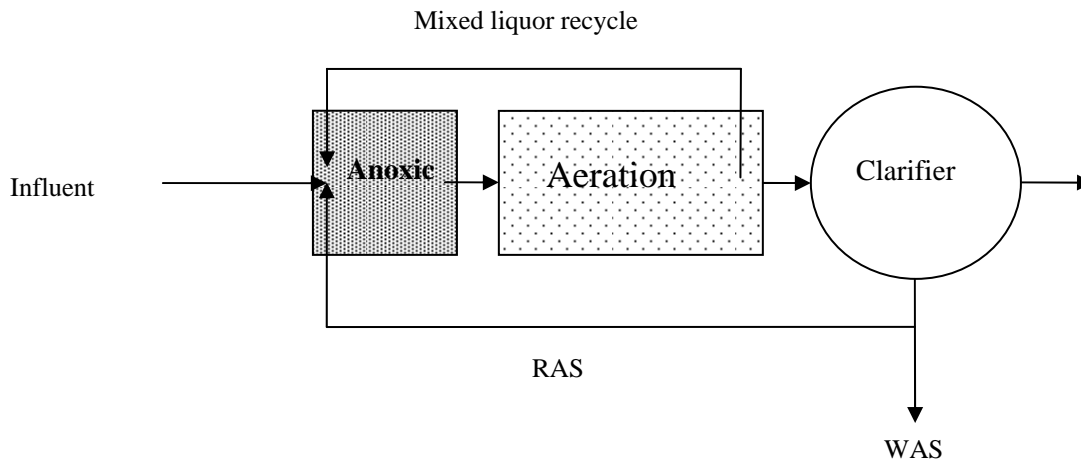 Mixed liquor recycle
Influent
Anoxic
Aeration
Clarifier
RAS
WAS